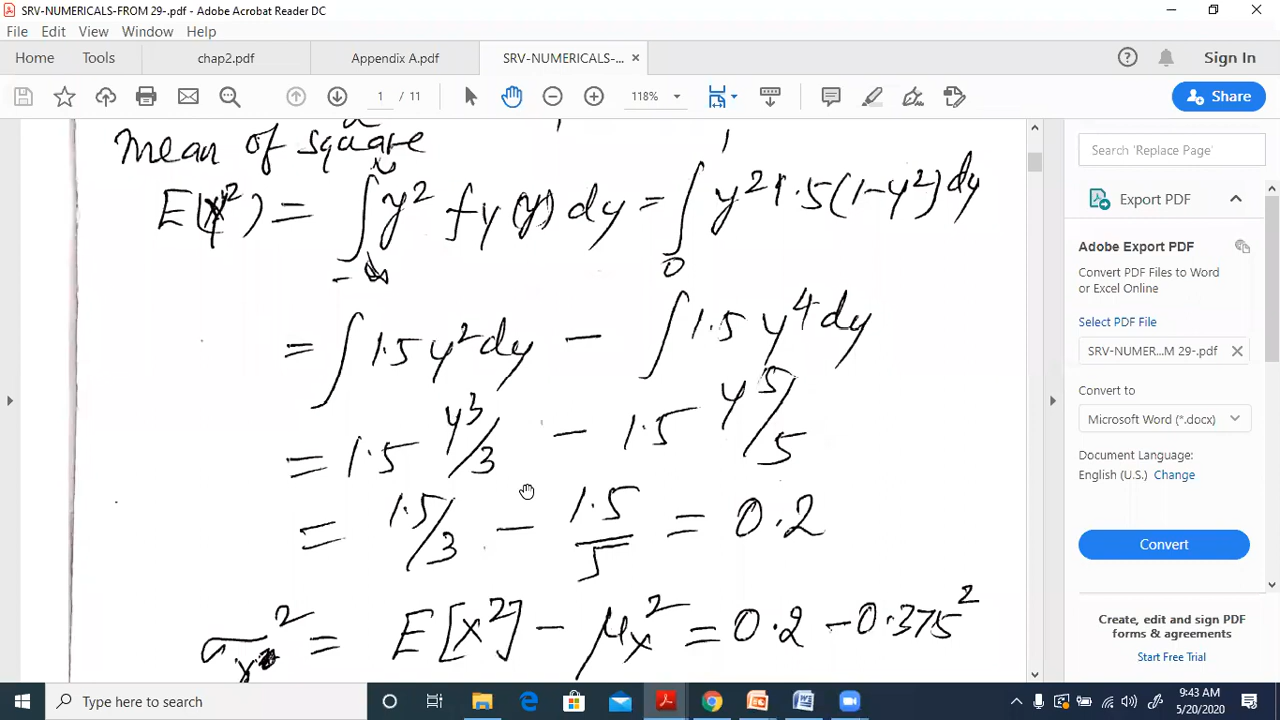 SRV-NUMERICALS-FROM 29-.pdf - Adobe Acrobat Reader DC
File Edit View Window Help
Home Tools chap2.pdf Appendix A.pdf SRV-NUMERICALS-... × Sign In
1 / 11 118% Share
Mean of square
E(Y²) = ∫ y² fy(y) dy = ∫ y² 1.5(1-y²) dy
-∞ 0 1
= ∫ 1.5 y² dy - ∫ 1.5 y⁴ dy
= 1.5 y³/3 - 1.5 y⁵/5
= 1.5/3 - 1.5/5 = 0.2
= E[x²] - μx² = 0.2 - 0.375²
Search 'Replace Page'
Export PDF
Adobe Export PDF
Convert PDF Files to Word
or Excel Online
Select PDF File
SRV-NUMER...M 29-.pdf ×
Convert to
Microsoft Word (*.docx)
Document Language:
English (U.S.) Change
Convert
Create, edit and sign PDF
forms & agreements
Start Free Trial
Type here to search
9:43 AM
5/20/2020